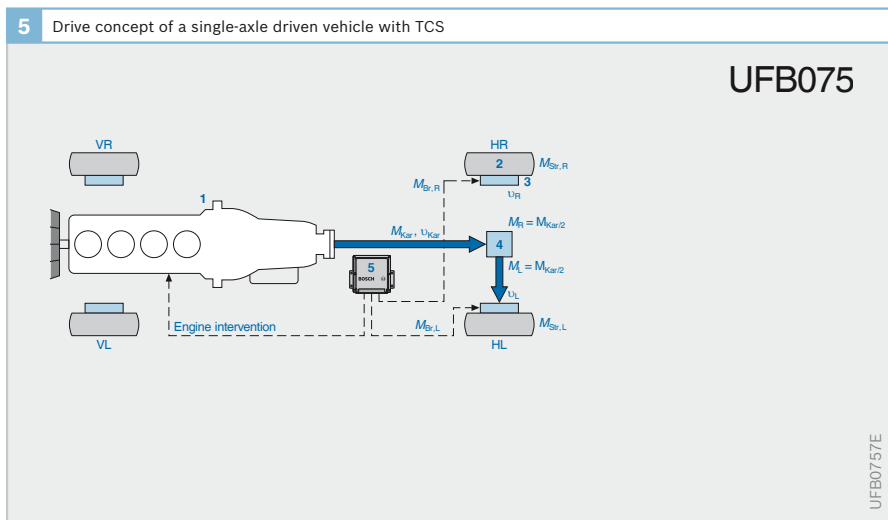 5 Drive concept of a single-axle driven vehicle with TCS
UFB075
VR
HR
1
2
M_Str,R
M_Br,R
3
υ_R
M_Kar, υ_Kar
M_R = M_Kar/2
4
5
BOSCH
M_L = M_Kar/2
υ_L
Engine intervention
M_Br,L
M_Str,L
VL
HL
UFB0757E